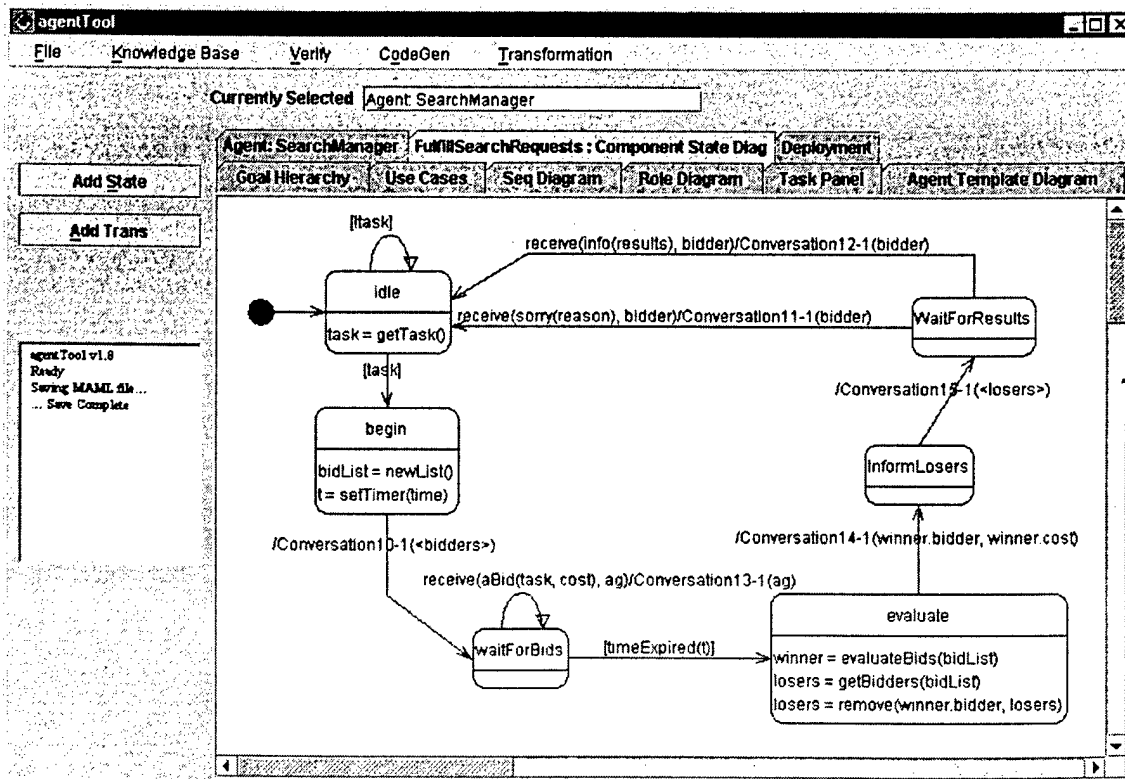 agentTool
File Knowledge Base Verify CodeGen Transformation
Currently Selected Agent: SearchManager
Agent: SearchManager FulfillSearchRequests : Component State Diag Deployment
Goal Hierarchy Use Cases Seq Diagram Role Diagram Task Panel Agent Template Diagram
Add State
Add Trans
agentTool v1.8
Ready
Saving MAML file...
... Save Complete
[!task]
receive(info(results), bidder)/Conversation12-1(bidder)
idle
task = getTask()
receive(sorry(reason), bidder)/Conversation11-1(bidder)
WaitForResults
[task]
/Conversation15-1(<losers>)
begin
bidList = newList()
t = setTimer(time)
InformLosers
/Conversation10-1(<bidders>)
/Conversation14-1(winner.bidder, winner.cost)
receive(aBid(task, cost), ag)/Conversation13-1(ag)
waitForBids
[timeExpired(t)]
evaluate
winner = evaluateBids(bidList)
losers = getBidders(bidList)
losers = remove(winner.bidder, losers)